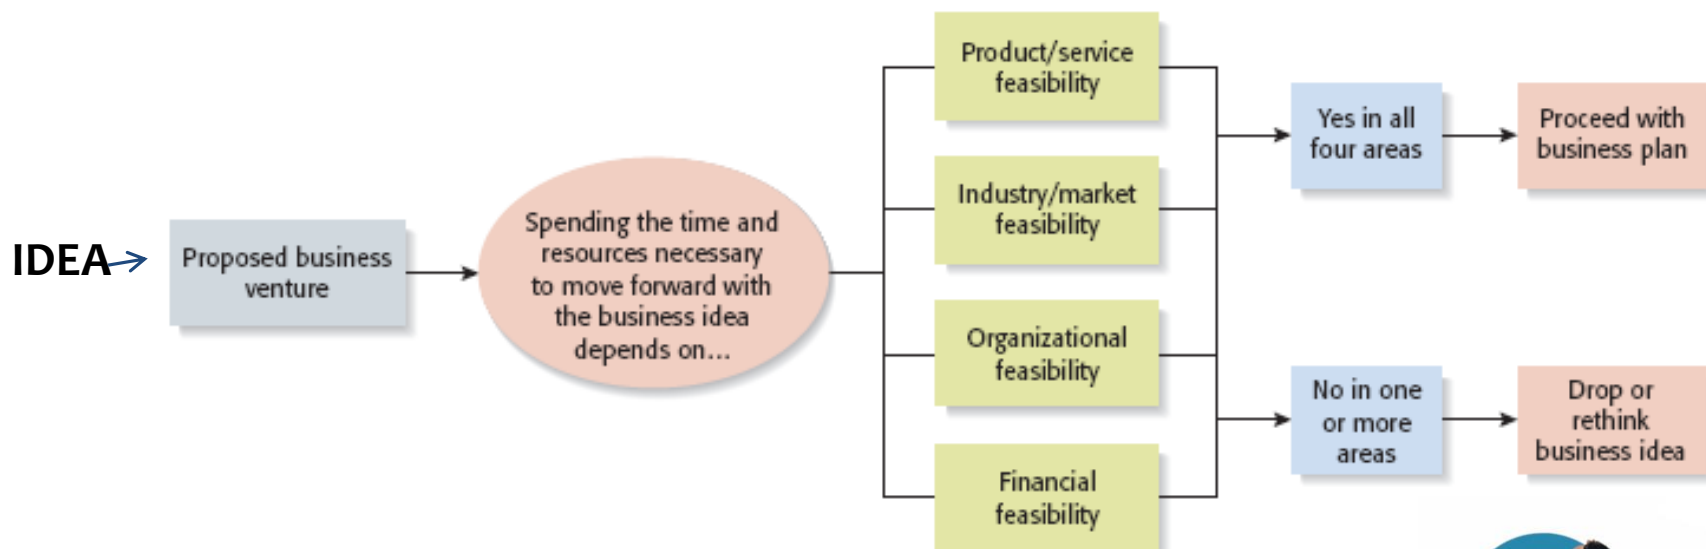 IDEA
Proposed business
venture
Spending the time and
resources necessary
to move forward with
the business idea
depends on...
Product/service
feasibility
Industry/market
feasibility
Organizational
feasibility
Financial
feasibility
Yes in all
four areas
Proceed with
business plan
No in one
or more
areas
Drop or
rethink
business idea